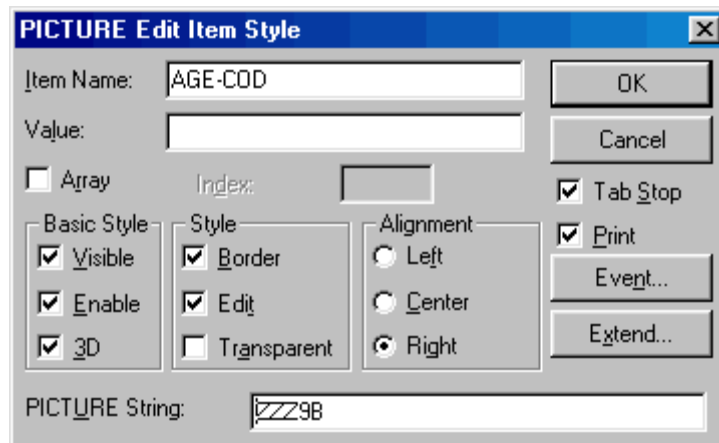 PICTURE Edit Item Style
Item Name: AGE-COD
OK
Value:
Cancel
Array Index:
Tab Stop
Basic Style Style Alignment
Print
Visible Border Left
Event...
Enable Edit Center
Extend...
3D Transparent Right
PICTURE String: ZZZ9B